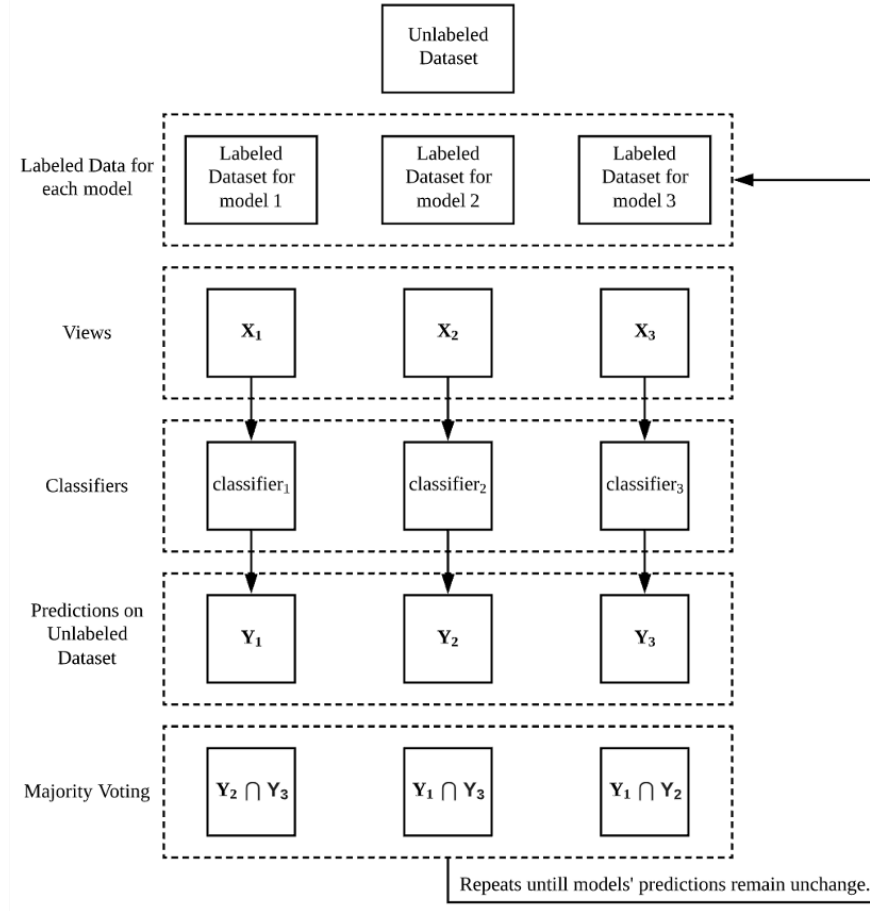 Unlabeled
Dataset
Labeled Data for
each model
Labeled
Dataset for
model 1
Labeled
Dataset for
model 2
Labeled
Dataset for
model 3
Views
X₁
X₂
X₃
Classifiers
classifier₁
classifier₂
classifier₃
Predictions on
Unlabeled
Dataset
Y₁
Y₂
Y₃
Majority Voting
Y₂ ⋂ Y₃
Y₁ ⋂ Y₃
Y₁ ⋂ Y₂
Repeats untill models' predictions remain unchange.